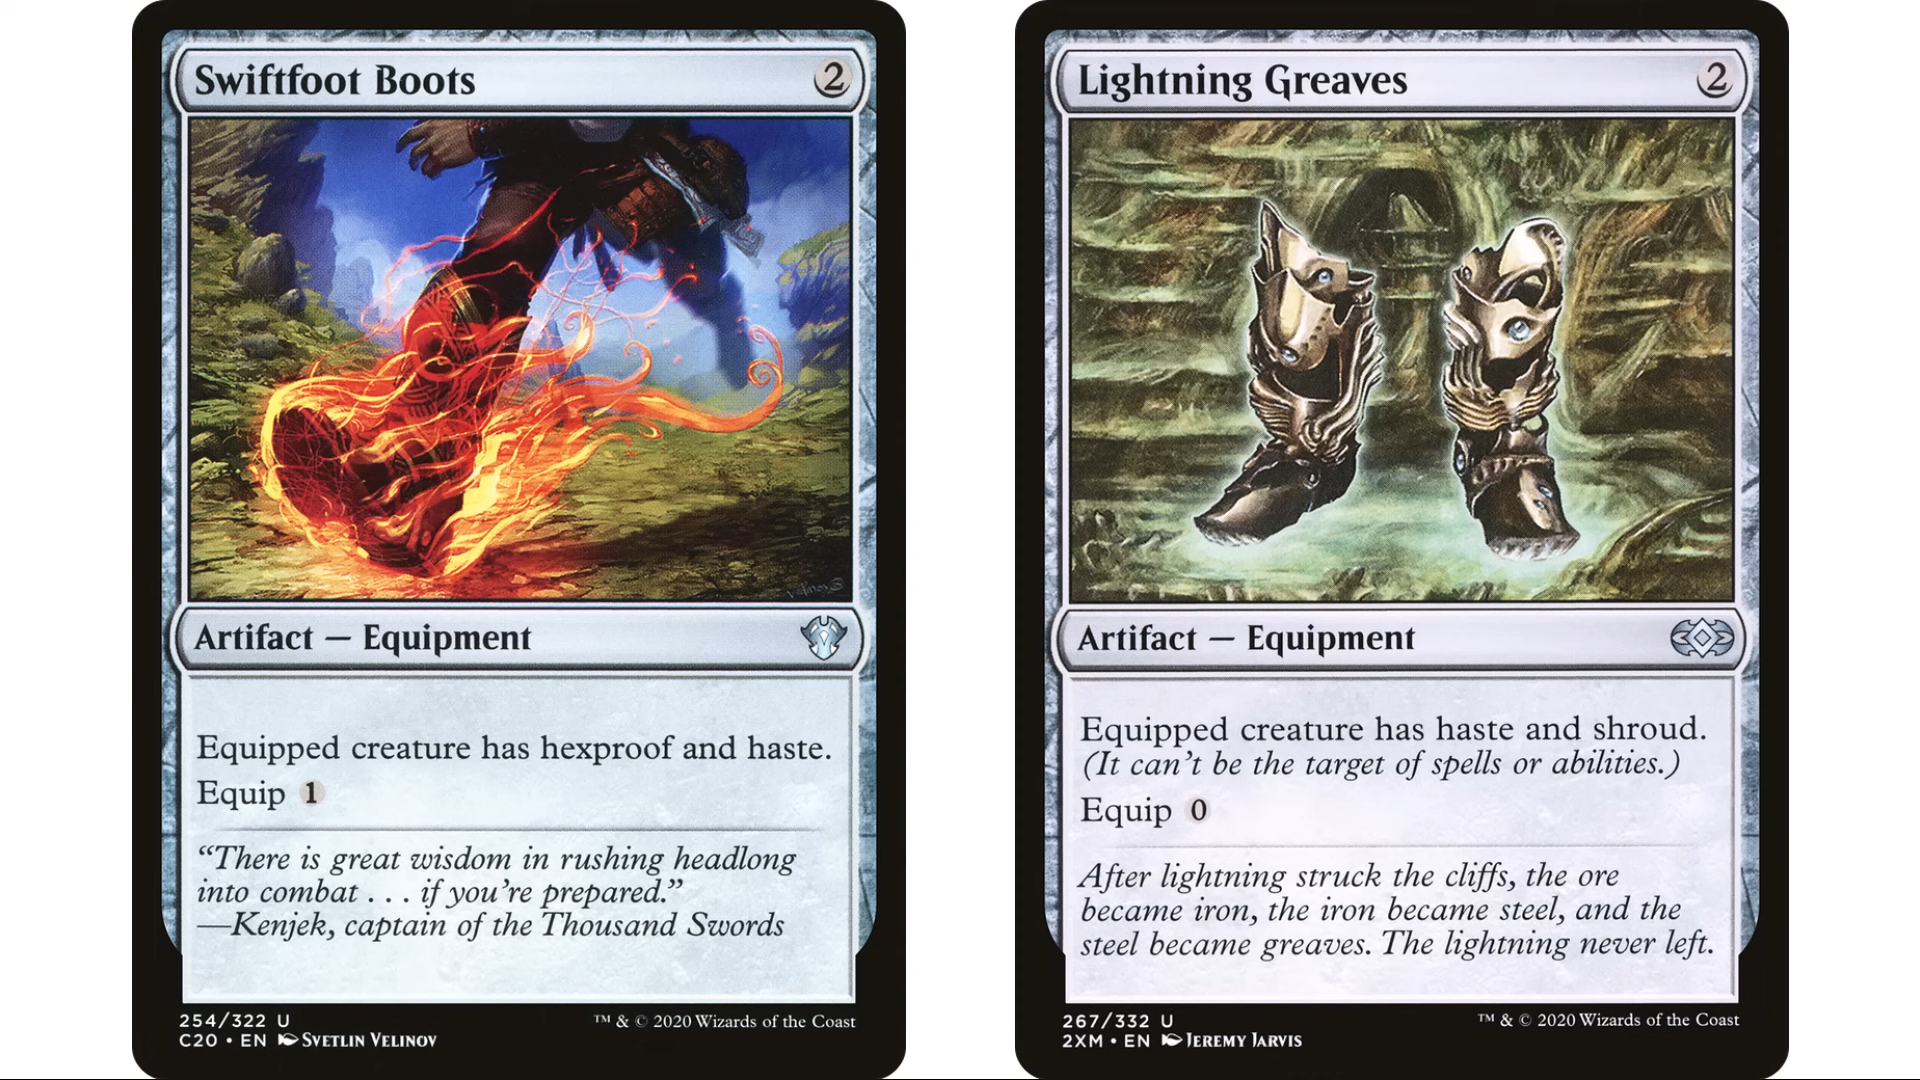 Swiftfoot Boots 2
Artifact — Equipment
Equipped creature has hexproof and haste.
Equip 1
“There is great wisdom in rushing headlong
into combat . . . if you’re prepared.”
—Kenjek, captain of the Thousand Swords
254/322 U
™ & © 2020 Wizards of the Coast
C20 • EN SVETLIN VELINOV
Lightning Greaves 2
Artifact — Equipment
Equipped creature has haste and shroud.
(It can’t be the target of spells or abilities.)
Equip 0
After lightning struck the cliffs, the ore
became iron, the iron became steel, and the
steel became greaves. The lightning never left.
267/332 U
™ & © 2020 Wizards of the Coast
2XM • EN JEREMY JARVIS